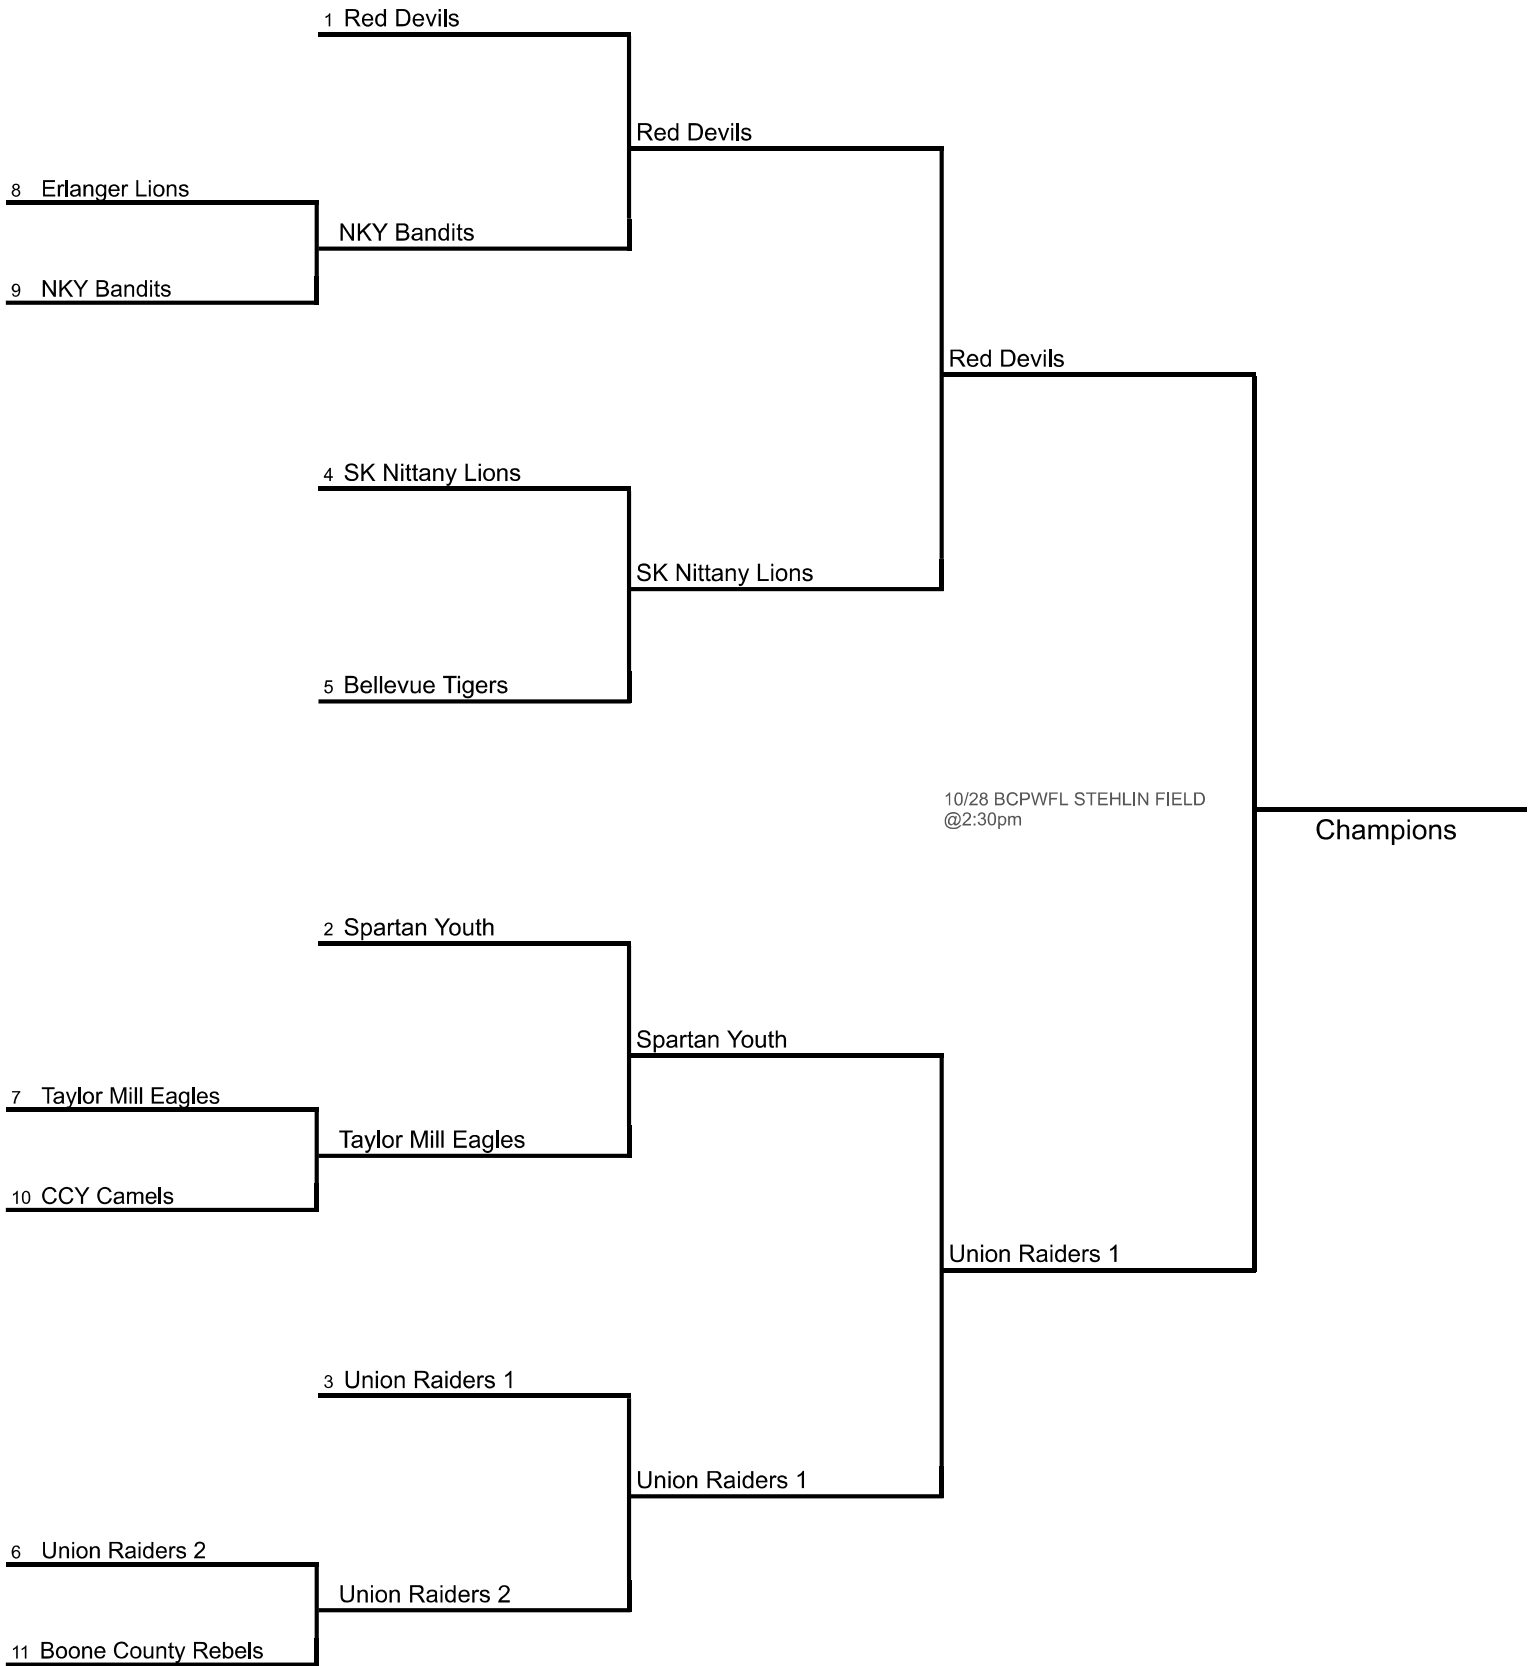 1 Red Devils
Red Devils
8 Erlanger Lions
NKY Bandits
9 NKY Bandits
Red Devils
4 SK Nittany Lions
SK Nittany Lions
5 Bellevue Tigers
10/28 BCPWFL STEHLIN FIELD
@2:30pm
Champions
2 Spartan Youth
Spartan Youth
7 Taylor Mill Eagles
Taylor Mill Eagles
10 CCY Camels
Union Raiders 1
3 Union Raiders 1
Union Raiders 1
6 Union Raiders 2
Union Raiders 2
11 Boone County Rebels